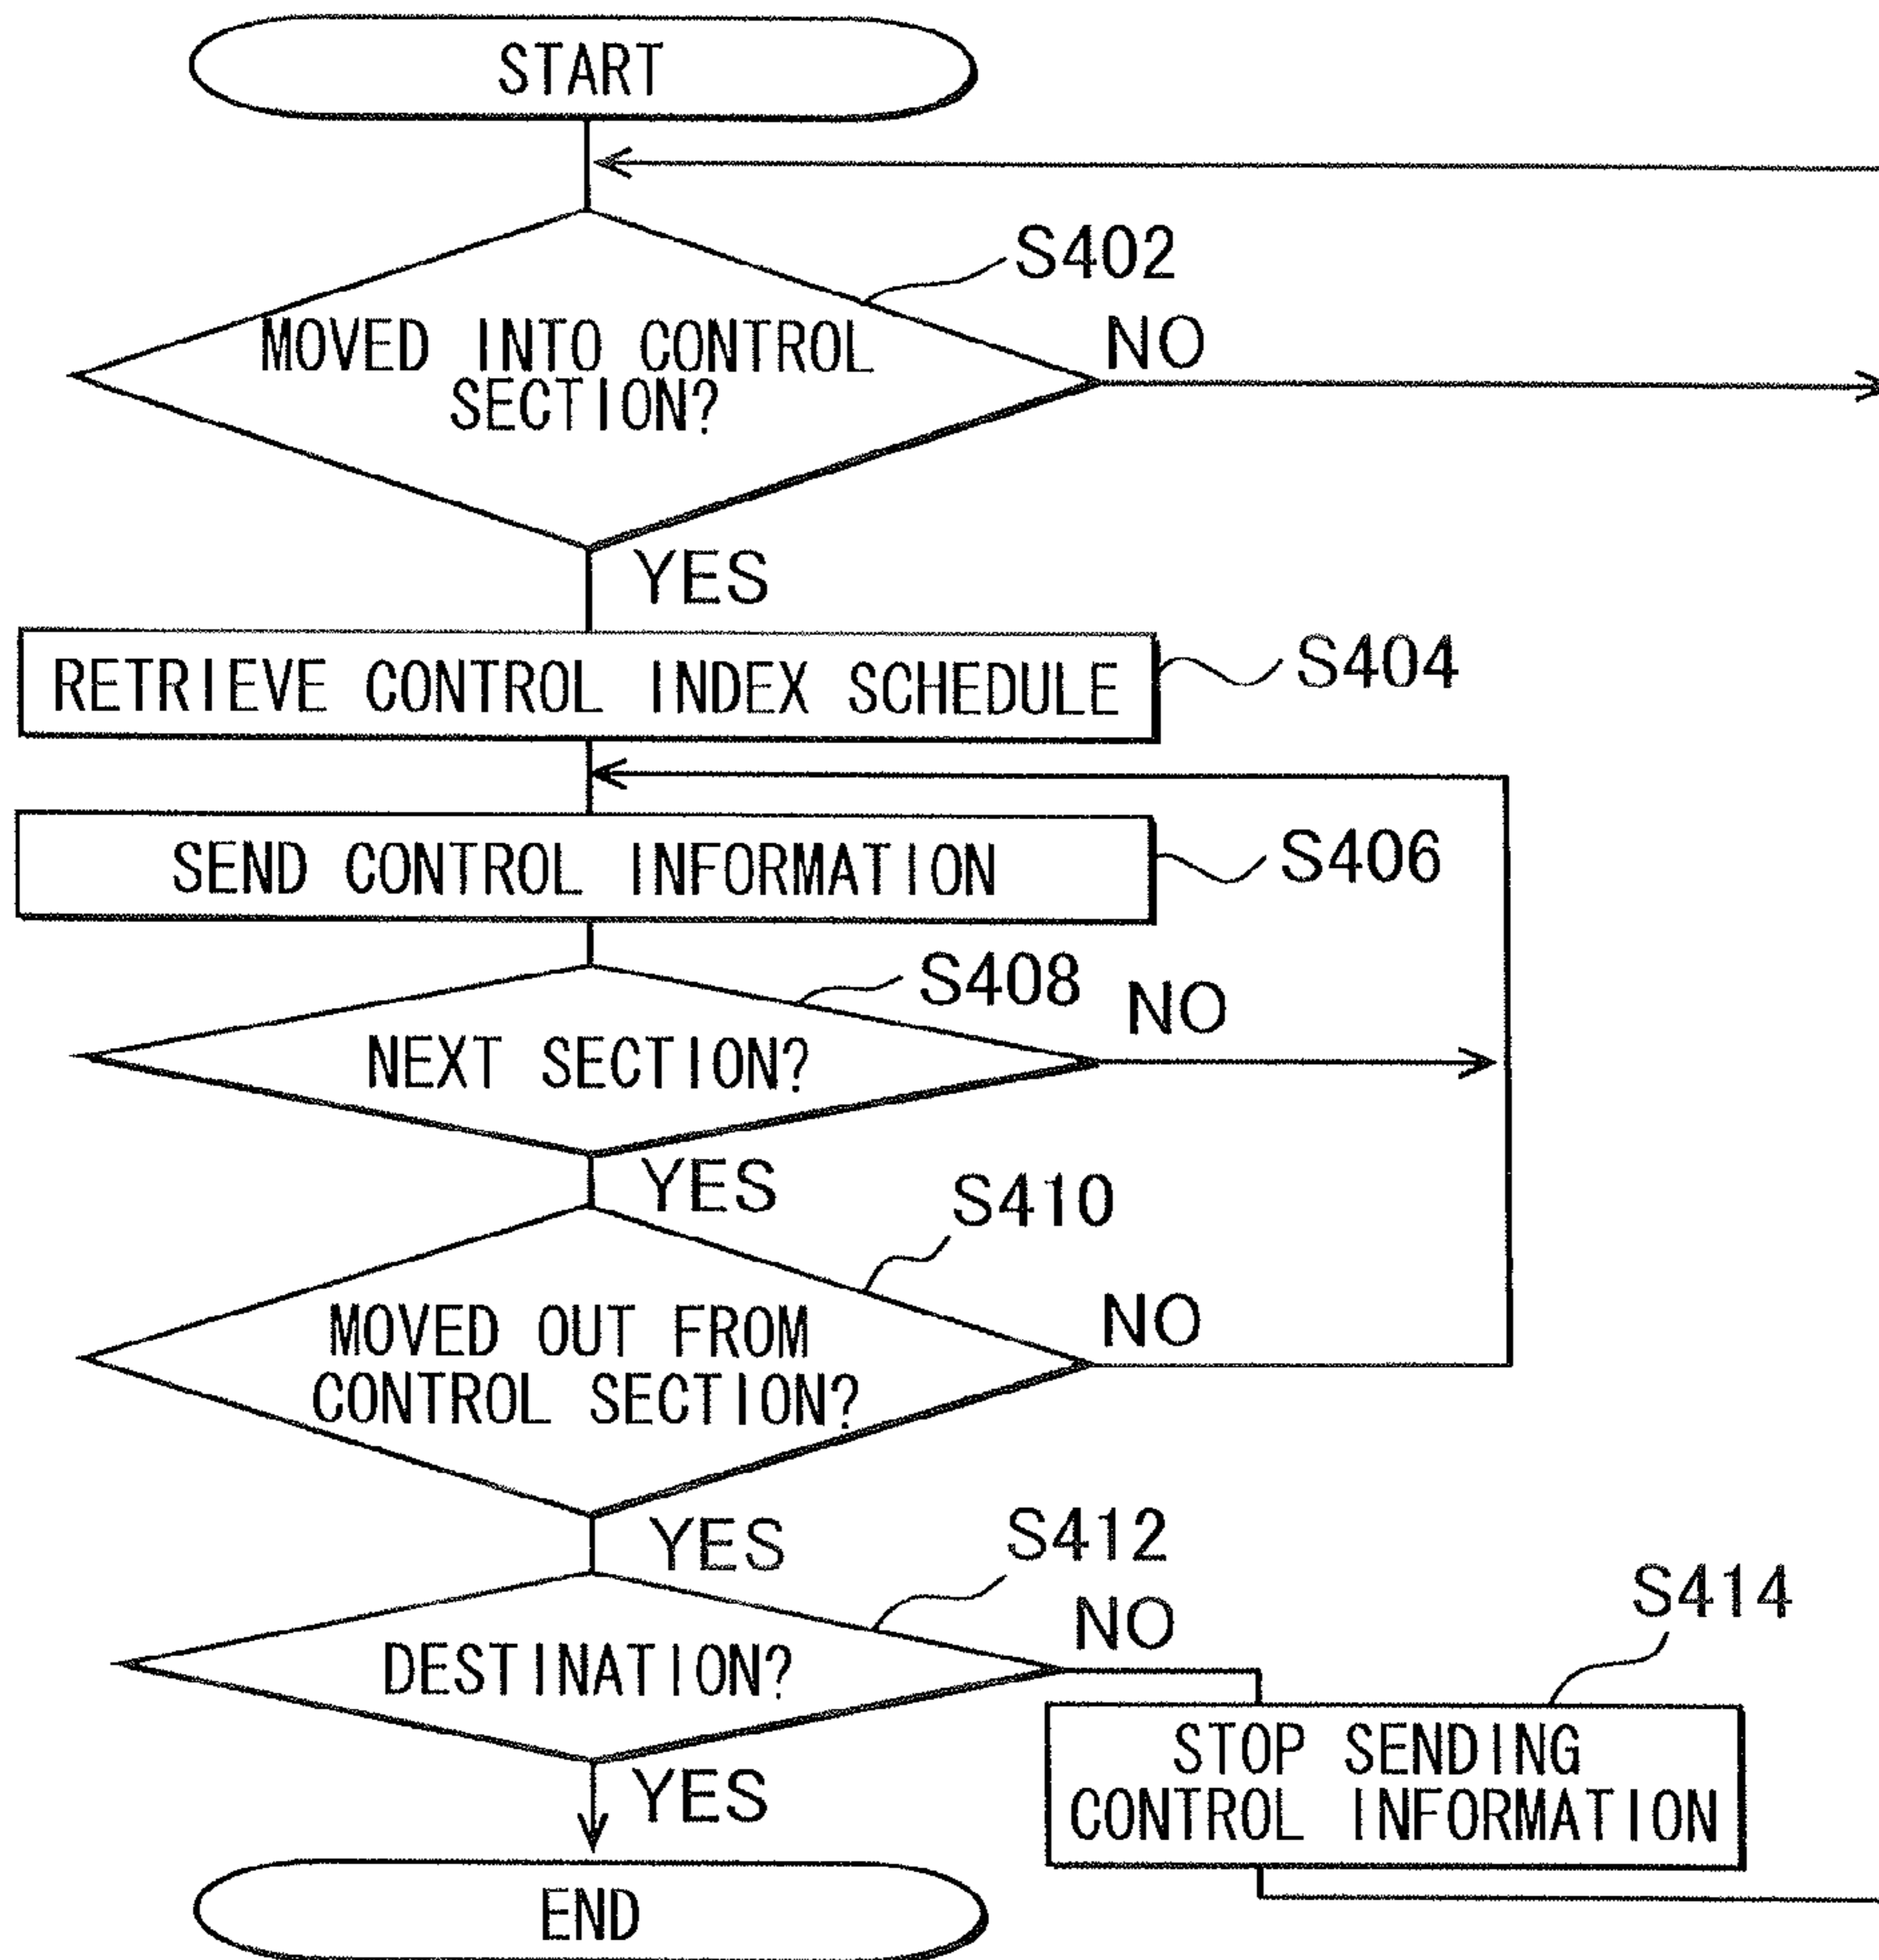 START
S402
MOVED INTO CONTROL
SECTION?
NO
YES
RETRIEVE CONTROL INDEX SCHEDULE
S404
SEND CONTROL INFORMATION
S406
S408
NEXT SECTION?
NO
YES
S410
MOVED OUT FROM
CONTROL SECTION?
NO
YES
S412
DESTINATION?
NO
S414
STOP SENDING
CONTROL INFORMATION
YES
END